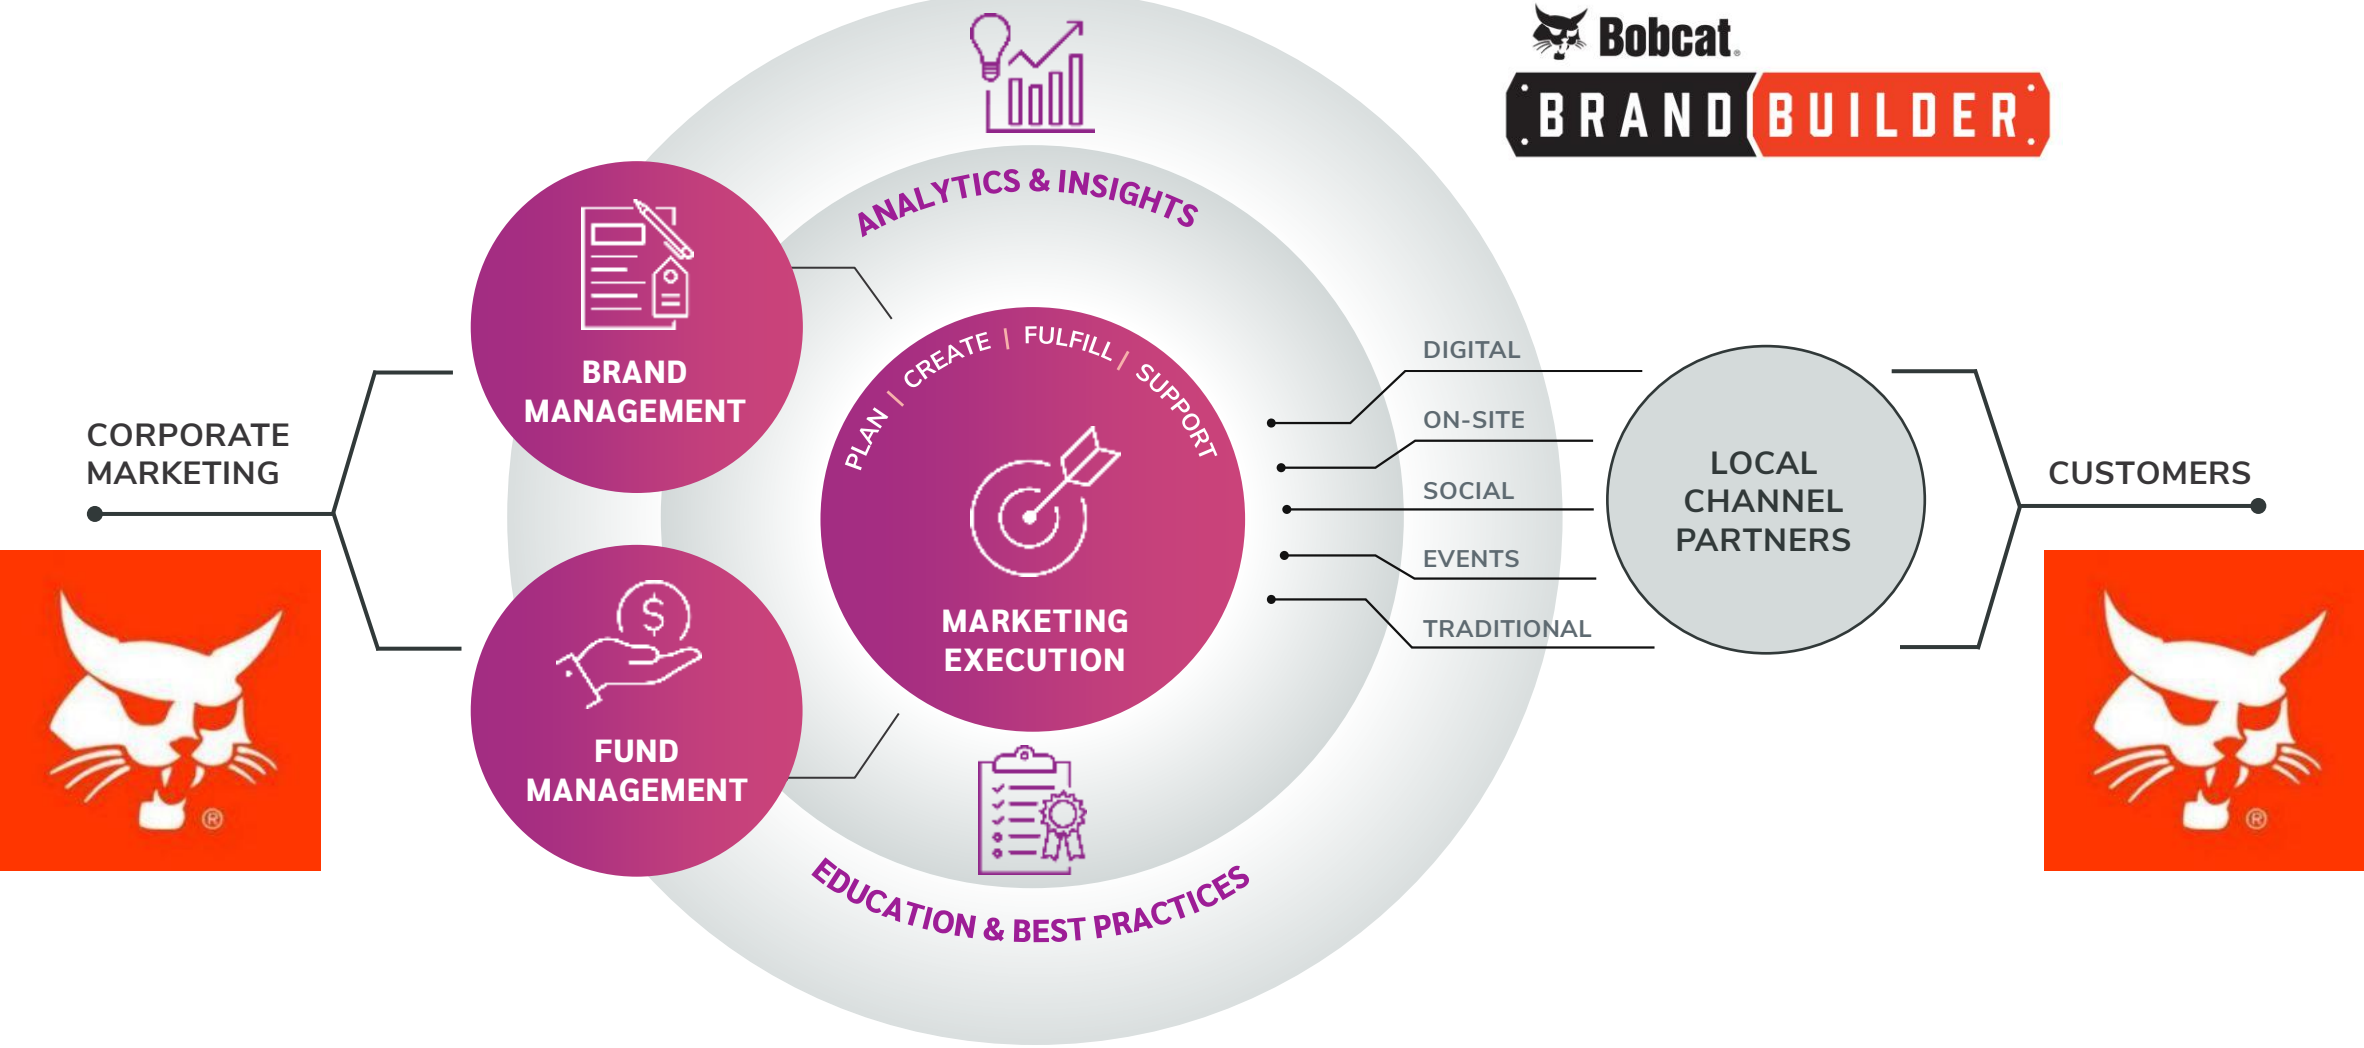 Bobcat®
BRAND BUILDER
ANALYTICS & INSIGHTS
BRAND
MANAGEMENT
PLAN | CREATE | FULFILL | SUPPORT
MARKETING
EXECUTION
CORPORATE
MARKETING
FUND
MANAGEMENT
$
EDUCATION & BEST PRACTICES
DIGITAL
ON-SITE
SOCIAL
EVENTS
TRADITIONAL
LOCAL
CHANNEL
PARTNERS
CUSTOMERS
®
®